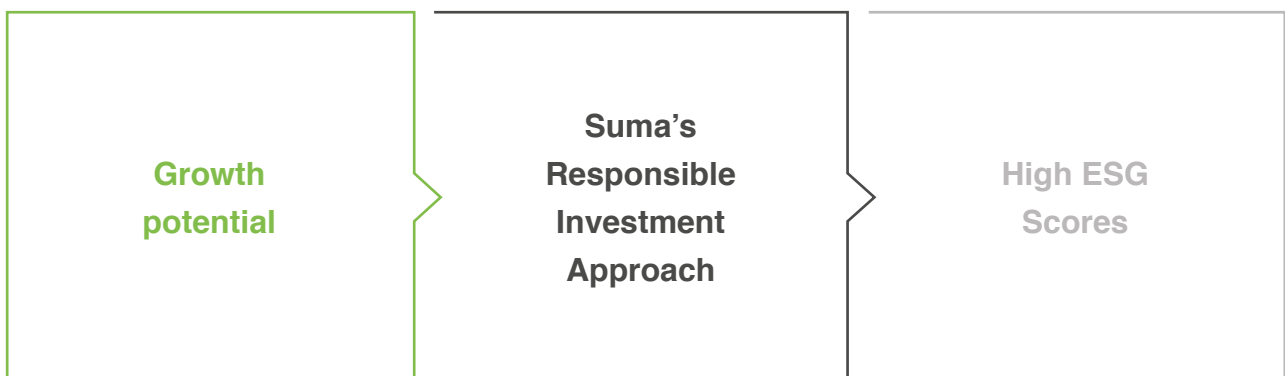 Growth
potential
Suma’s
Responsible
Investment
Approach
High ESG
Scores